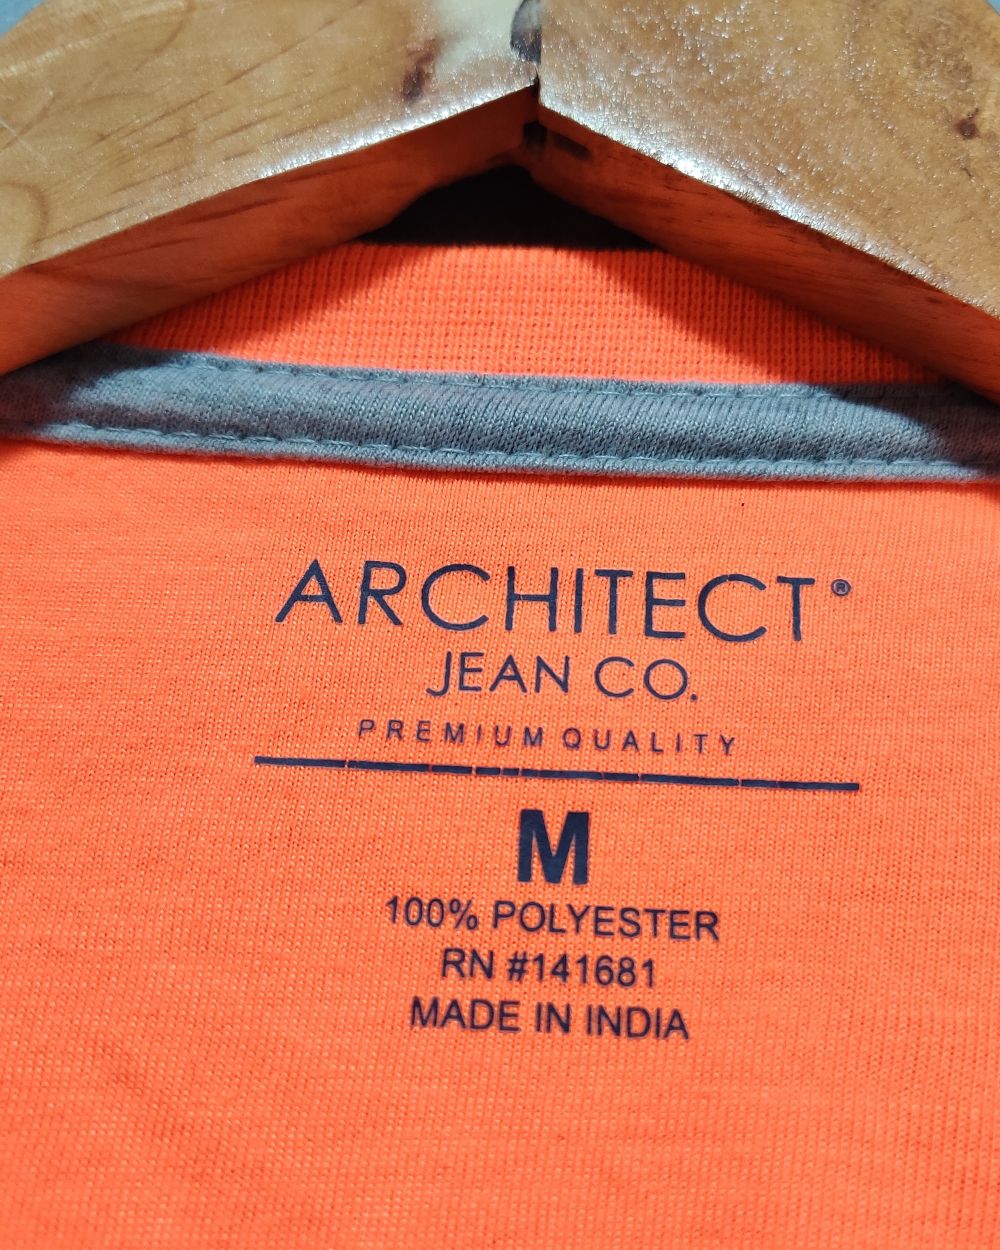 ARCHITECT®
JEAN CO.
PREMIUM QUALITY
M
100% POLYESTER
RN #141681
MADE IN INDIA